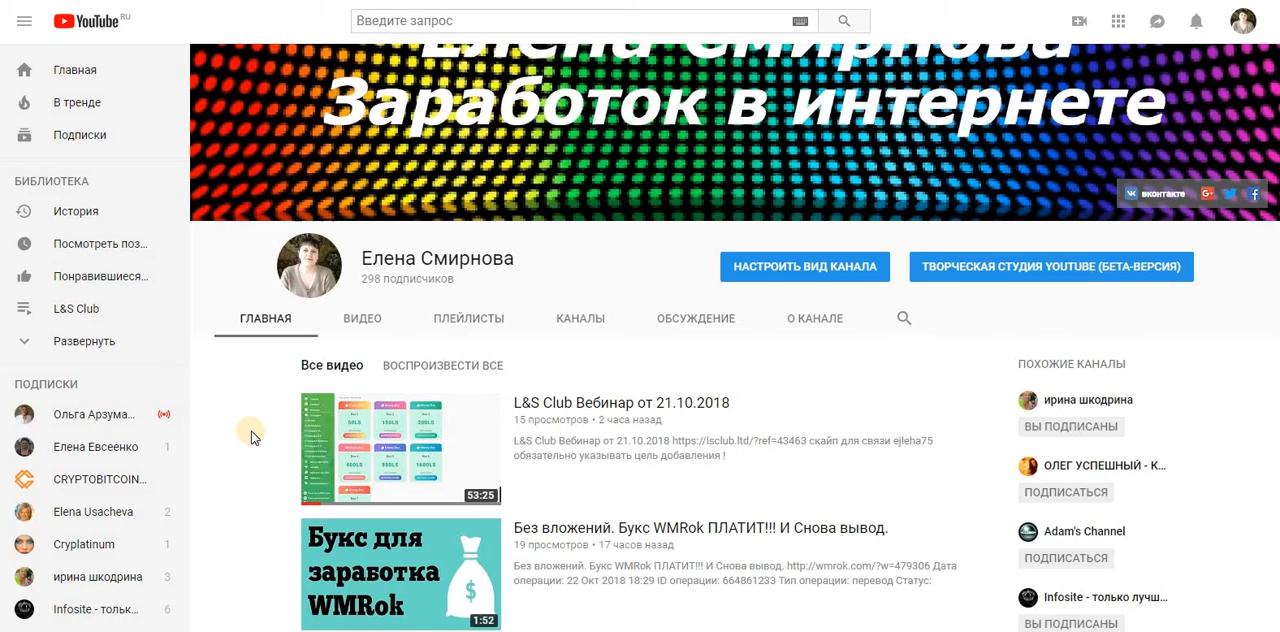 YouTube RU
Введите запрос
Главная
В тренде
Подписки
БИБЛИОТЕКА
История
Посмотреть поз...
Понравившиеся...
L&S Club
Развернуть
ПОДПИСКИ
Ольга Арзума...
Елена Евсеенко 1
CRYPTOBITCOIN...
Elena Usacheva 2
Cryplatinum 1
ирина шкодрина 3
Infosite - тольк... 6
Елена Смирнова
Заработок в интернете
вконтакте
Елена Смирнова
298 подписчиков
НАСТРОИТЬ ВИД КАНАЛА
ТВОРЧЕСКАЯ СТУДИЯ YOUTUBE (БЕТА-ВЕРСИЯ)
ГЛАВНАЯ ВИДЕО ПЛЕЙЛИСТЫ КАНАЛЫ ОБСУЖДЕНИЕ О КАНАЛЕ
Все видео ВОСПРОИЗВЕСТИ ВСЕ
53:25
L&S Club Вебинар от 21.10.2018
15 просмотров • 2 часа назад
L&S Club Вебинар от 21.10.2018 https://lsclub.ltd/?ref=43463 скайп для связи ejleha75
обязательно указывать цель добавления !
Букс для
заработка
WMRok
$
1:52
Без вложений. Букс WMRok ПЛАТИТ!!! И Снова вывод.
19 просмотров • 17 часов назад
Без вложений. Букс WMRok ПЛАТИТ!!! И Снова вывод. http://wmrok.com/?w=479306 Дата
операции: 22 Окт 2018 18:29 ID операции: 664861233 Тип операции: перевод Статус:
ПОХОЖИЕ КАНАЛЫ
ирина шкодрина
ВЫ ПОДПИСАНЫ
ОЛЕГ УСПЕШНЫЙ - К...
ПОДПИСАТЬСЯ
Adam's Channel
ПОДПИСАТЬСЯ
Infosite - только лучш...
ВЫ ПОДПИСАНЫ